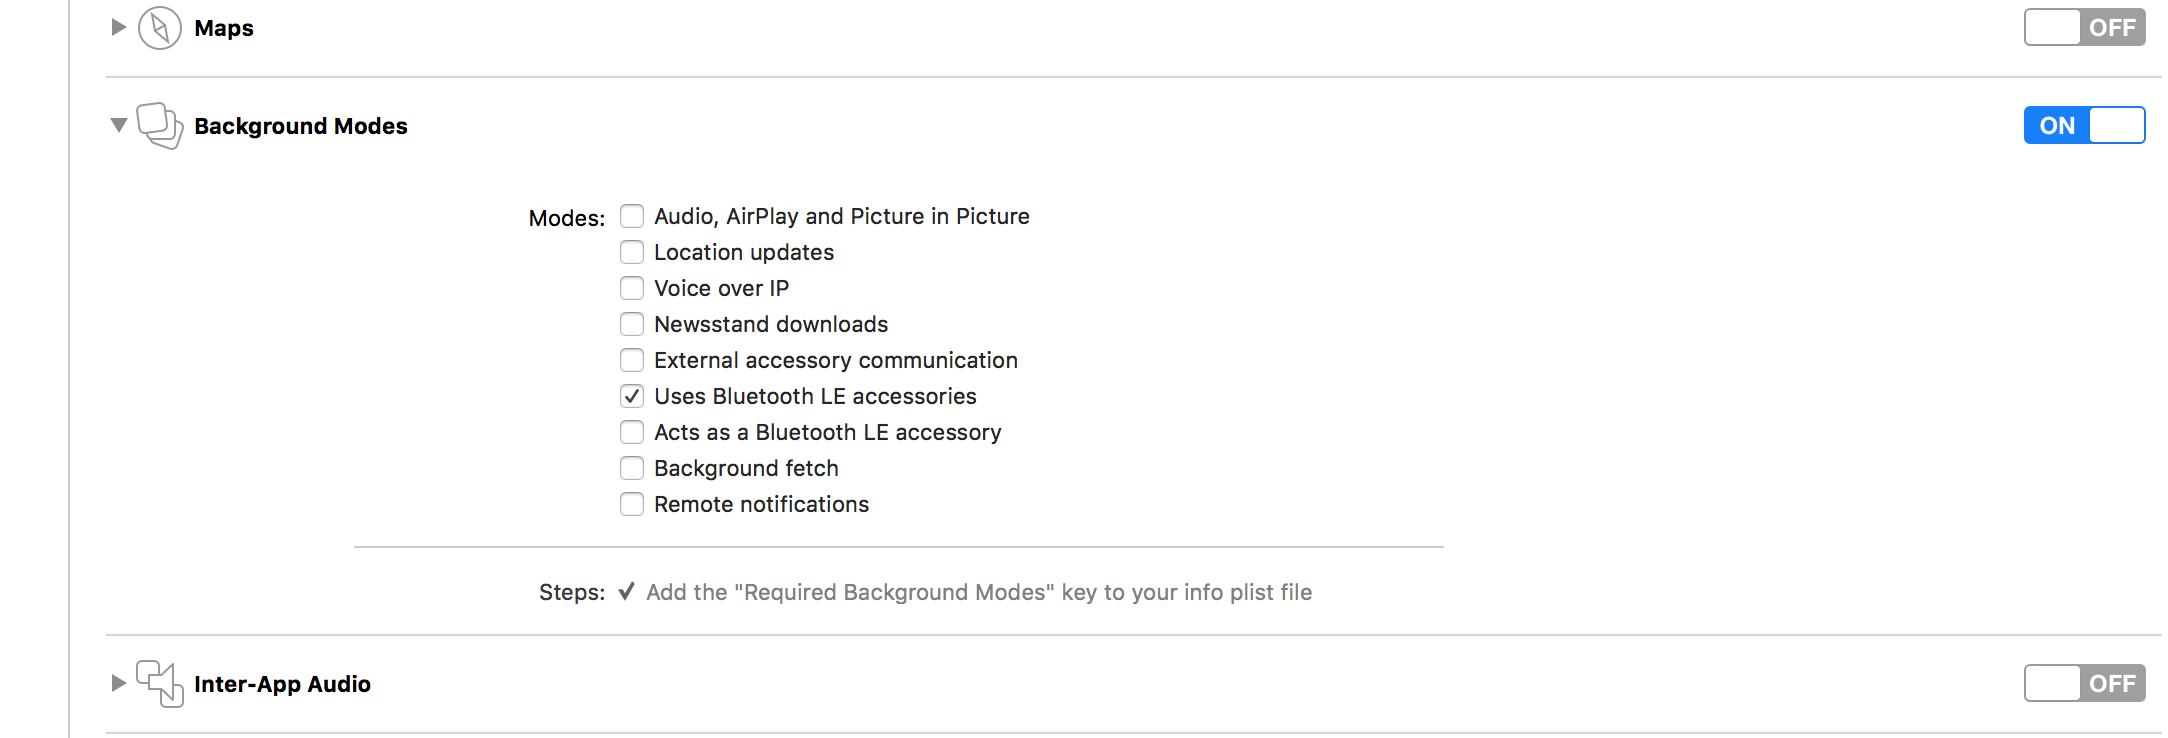 Maps OFF
Background Modes ON
Modes: Audio, AirPlay and Picture in Picture
Location updates
Voice over IP
Newsstand downloads
External accessory communication
Uses Bluetooth LE accessories
Acts as a Bluetooth LE accessory
Background fetch
Remote notifications
Steps: ✓ Add the "Required Background Modes" key to your info plist file
Inter-App Audio OFF